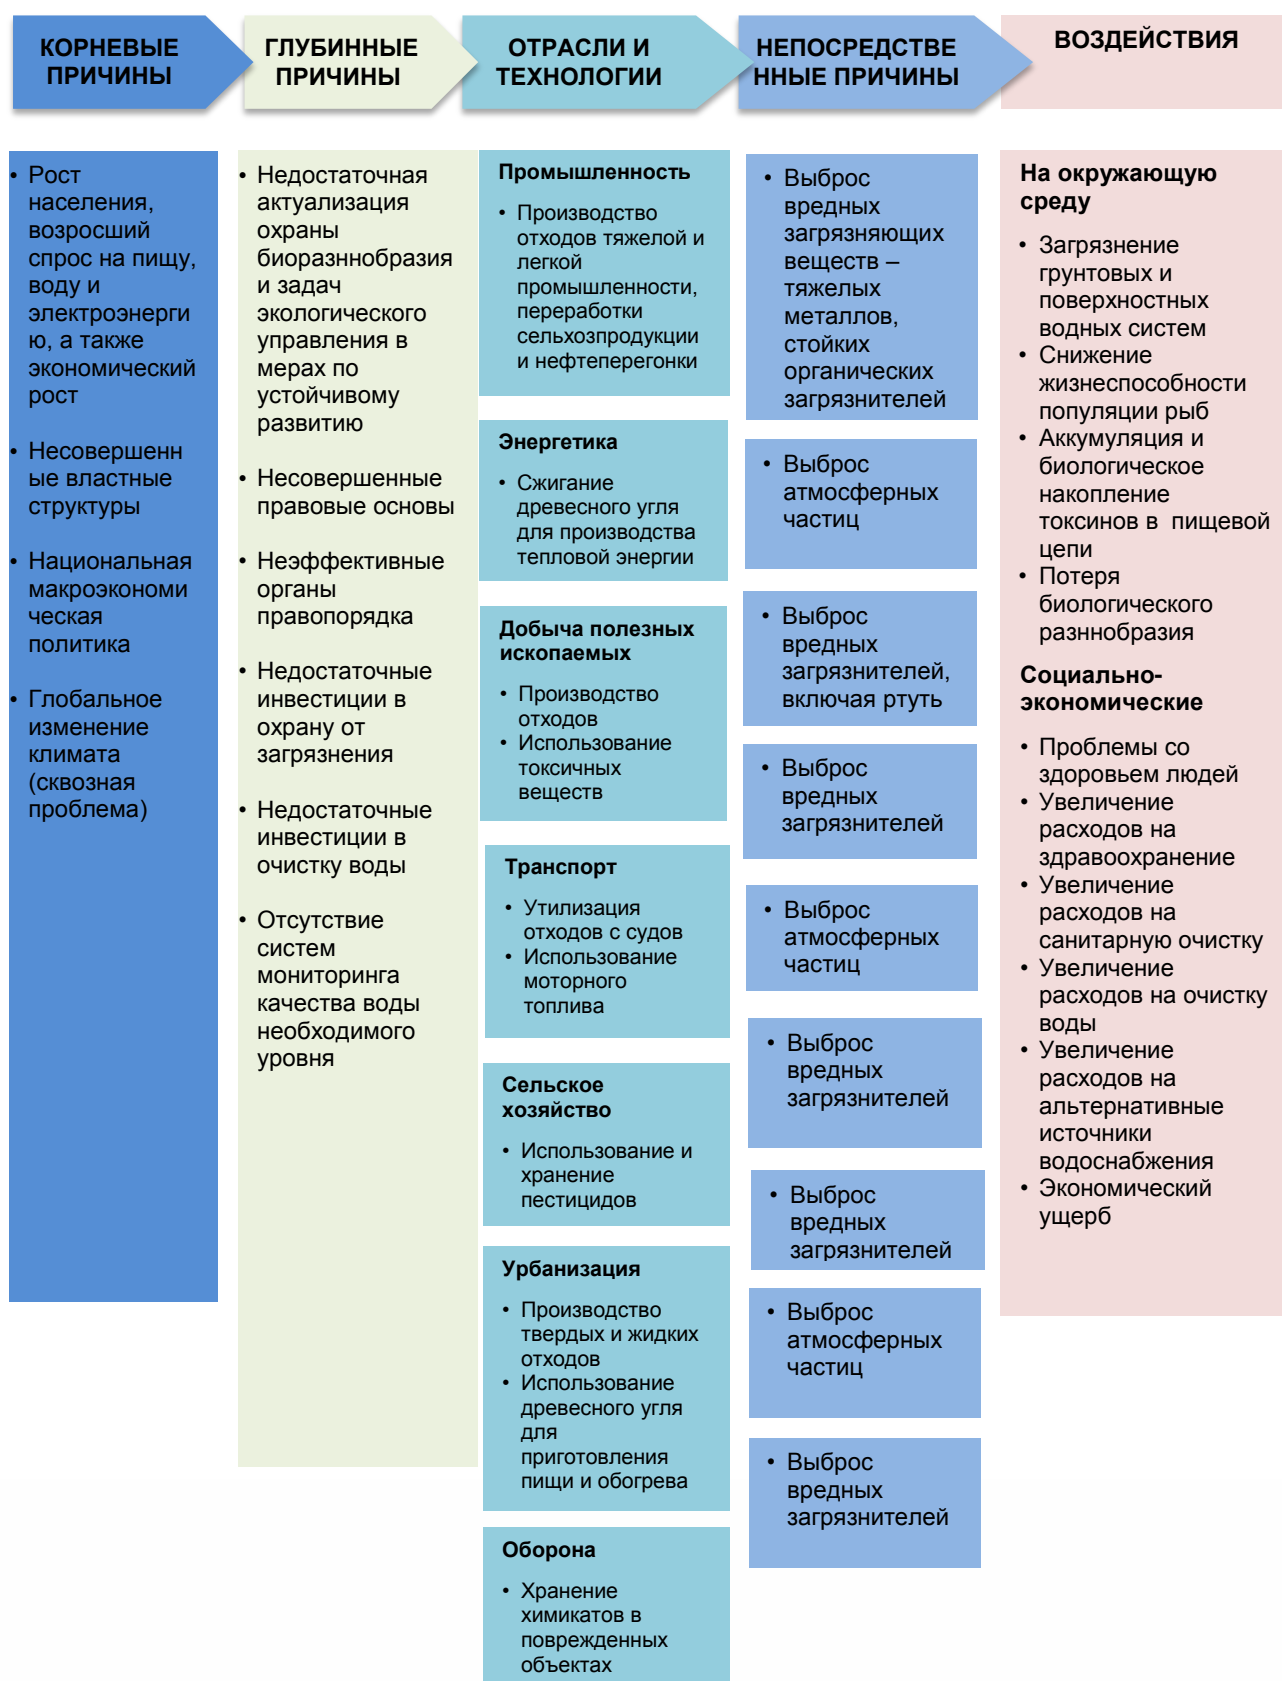 КОРНЕВЫЕ
ПРИЧИНЫ
ГЛУБИННЫЕ
ПРИЧИНЫ
ОТРАСЛИ И
ТЕХНОЛОГИИ
НЕПОСРЕДСТВЕ
ННЫЕ ПРИЧИНЫ
ВОЗДЕЙСТВИЯ
• Рост
населения,
возросший
спрос на пищу,
воду и
электроэнерги
ю, а также
экономический
рост
• Несовершенн
ые властные
структуры
• Национальная
макроэкономи
ческая
политика
• Глобальное
изменение
климата
(сквозная
проблема)
• Недостаточная
актуализация
охраны
биоразннобразия
и задач
экологического
управления в
мерах по
устойчивому
развитию
• Несовершенные
правовые основы
• Неэффективные
органы
правопорядка
• Недостаточные
инвестиции в
охрану от
загрязнения
• Недостаточные
инвестиции в
очистку воды
• Отсутствие
систем
мониторинга
качества воды
необходимого
уровня
Промышленность
• Производство
отходов тяжелой и
легкой
промышленности,
переработки
сельхозпродукции
и нефтеперегонки
Энергетика
• Сжигание
древесного угля
для производства
тепловой энергии
Добыча полезных
ископаемых
• Производство
отходов
• Использование
токсичных
веществ
Транспорт
• Утилизация
отходов с судов
• Использование
моторного
топлива
Сельское
хозяйство
• Использование и
хранение
пестицидов
Урбанизация
• Производство
твердых и жидких
отходов
• Использование
древесного угля
для
приготовления
пищи и обогрева
Оборона
• Хранение
химикатов в
поврежденных
объектах
• Выброс
вредных
загрязняющих
веществ –
тяжелых
металлов,
стойких
органических
загрязнителей
• Выброс
атмосферных
частиц
• Выброс
вредных
загрязнителей,
включая ртуть
• Выброс
вредных
загрязнителей
• Выброс
атмосферных
частиц
• Выброс
вредных
загрязнителей
• Выброс
вредных
загрязнителей
• Выброс
атмосферных
частиц
• Выброс
вредных
загрязнителей
На окружающую
среду
• Загрязнение
грунтовых и
поверхностных
водных систем
• Снижение
жизнеспособности
популяции рыб
• Аккумуляция и
биологическое
накопление
токсинов в пищевой
цепи
• Потеря
биологического
разннобразия
Социально-
экономические
• Проблемы со
здоровьем людей
• Увеличение
расходов на
здравоохранение
• Увеличение
расходов на
санитарную очистку
• Увеличение
расходов на очистку
воды
• Увеличение
расходов на
альтернативные
источники
водоснабжения
• Экономический
ущерб